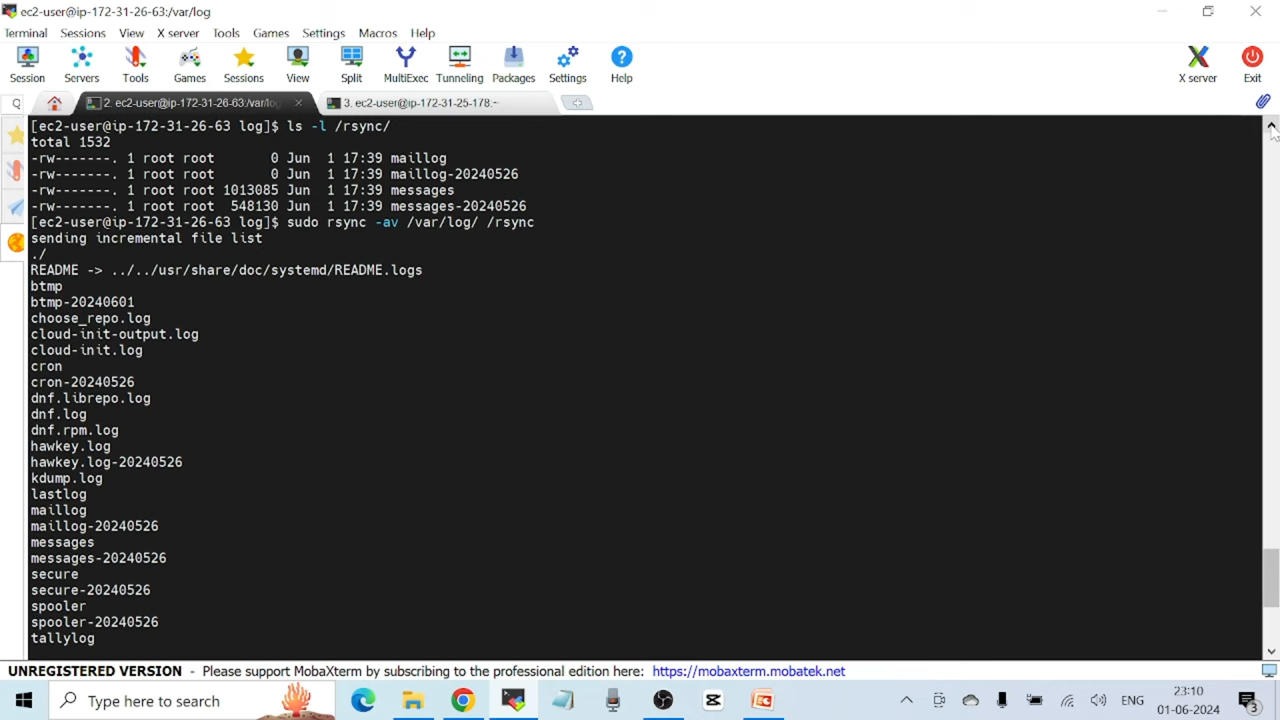 ec2-user@ip-172-31-26-63:/var/log
Terminal Sessions View X server Tools Games Settings Macros Help
Session Servers Tools Games Sessions View Split MultiExec Tunneling Packages Settings Help X server Exit
2. ec2-user@ip-172-31-26-63:/var/log 3. ec2-user@ip-172-31-25-178:~
[ec2-user@ip-172-31-26-63 log]$ ls -l /rsync/
total 1532
-rw-------. 1 root root       0 Jun  1 17:39 maillog
-rw-------. 1 root root       0 Jun  1 17:39 maillog-20240526
-rw-------. 1 root root 1013085 Jun  1 17:39 messages
-rw-------. 1 root root  548130 Jun  1 17:39 messages-20240526
[ec2-user@ip-172-31-26-63 log]$ sudo rsync -av /var/log/ /rsync
sending incremental file list
./
README -> ../../usr/share/doc/systemd/README.logs
btmp
btmp-20240601
choose_repo.log
cloud-init-output.log
cloud-init.log
cron
cron-20240526
dnf.librepo.log
dnf.log
dnf.rpm.log
hawkey.log
hawkey.log-20240526
kdump.log
lastlog
maillog
maillog-20240526
messages
messages-20240526
secure
secure-20240526
spooler
spooler-20240526
tallylog
UNREGISTERED VERSION - Please support MobaXterm by subscribing to the professional edition here: https://mobaxterm.mobatek.net
Type here to search
ENG
23:10
01-06-2024
3